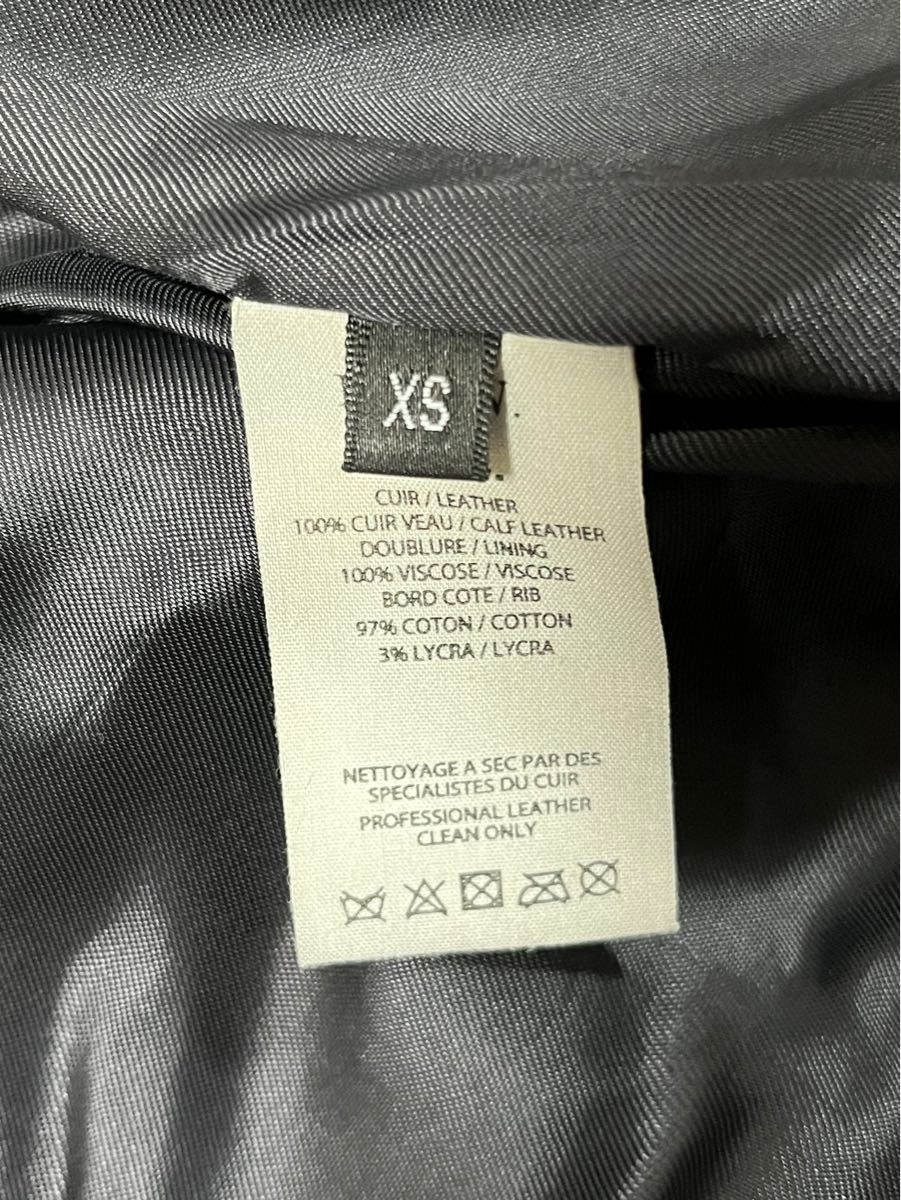 XS
CUIR / LEATHER
100% CUIR VEAU / CALF LEATHER
DOUBLURE / LINING
100% VISCOSE / VISCOSE
BORD COTE / RIB
97% COTON / COTTON
3% LYCRA / LYCRA
NETTOYAGE A SEC PAR DES
SPECIALISTES DU CUIR
PROFESSIONAL LEATHER
CLEAN ONLY